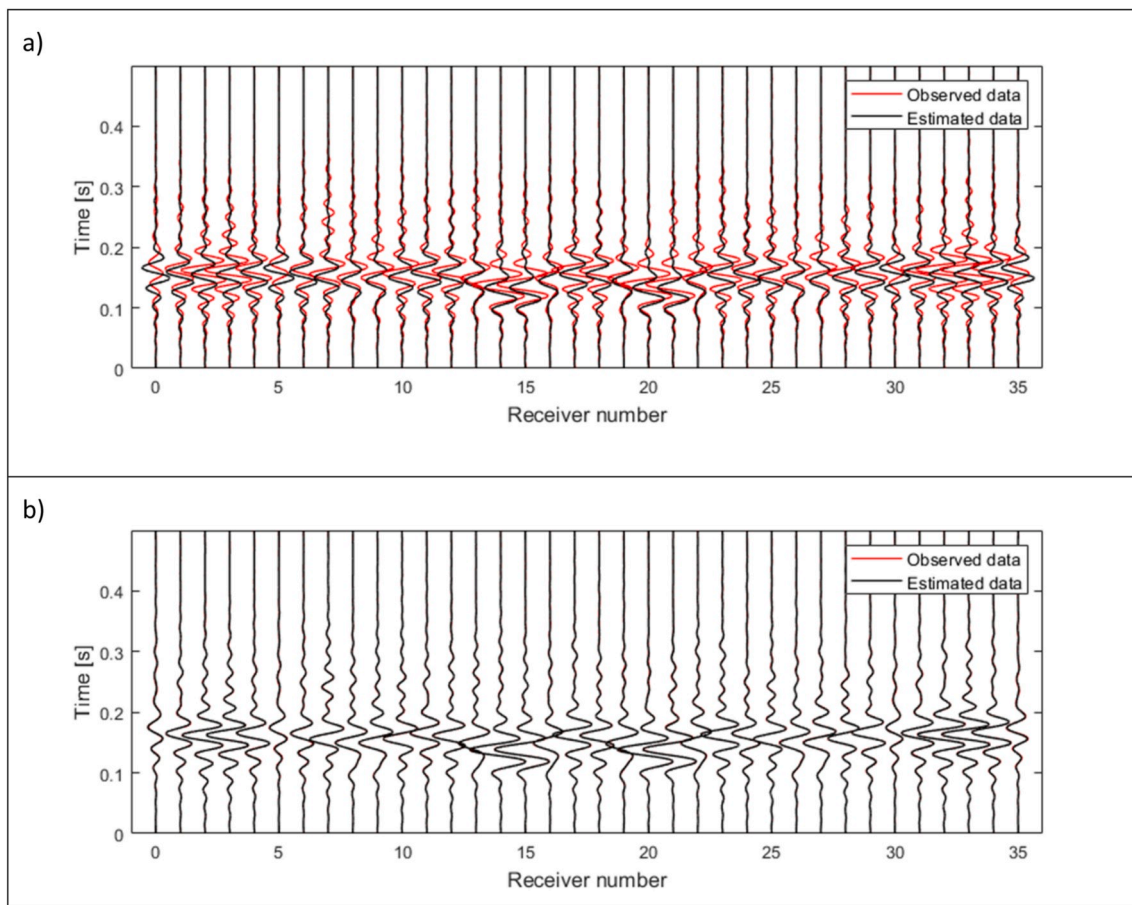 a)
Observed data
Estimated data
Time [s]
0.4
0.3
0.2
0.1
0
0 5 10 15 20 25 30 35
Receiver number
b)
Observed data
Estimated data
Time [s]
0.4
0.3
0.2
0.1
0
0 5 10 15 20 25 30 35
Receiver number